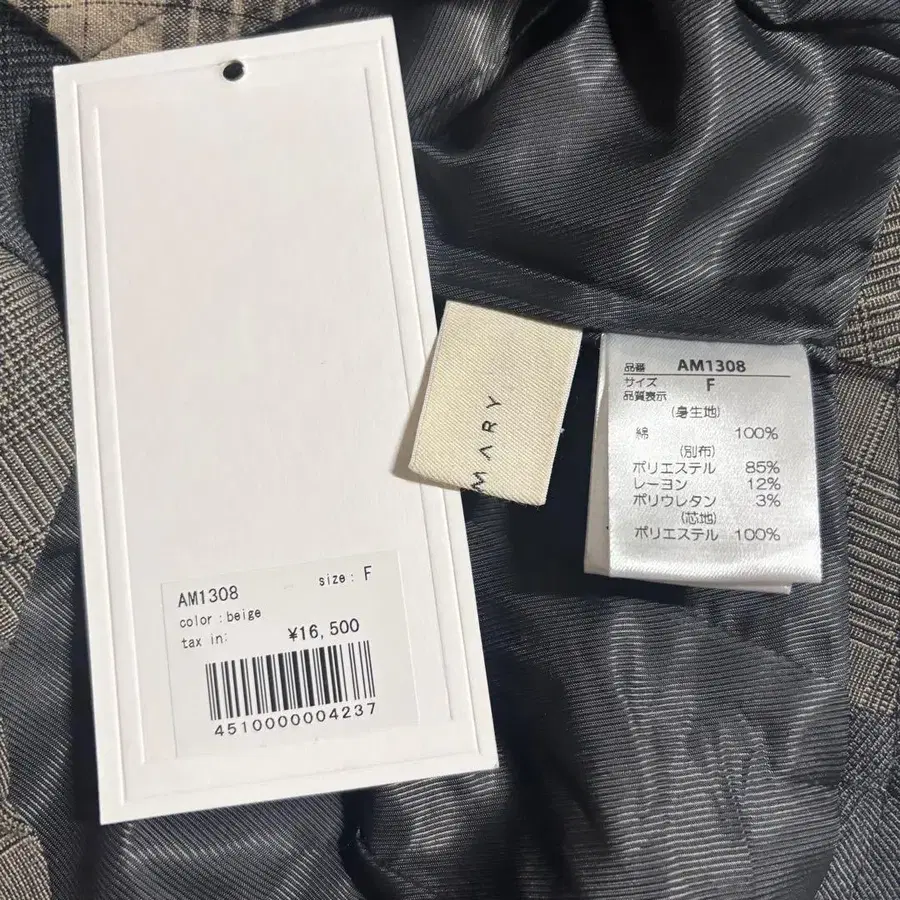 AM1308 size: F
color : beige
tax in: ¥16,500
4510000004237
MARY
品番 AM1308
サイズ F
品質表示
(身生地)
綿 100%
(別布)
ポリエステル 85%
レーヨン 12%
ポリウレタン 3%
(芯地)
ポリエステル 100%